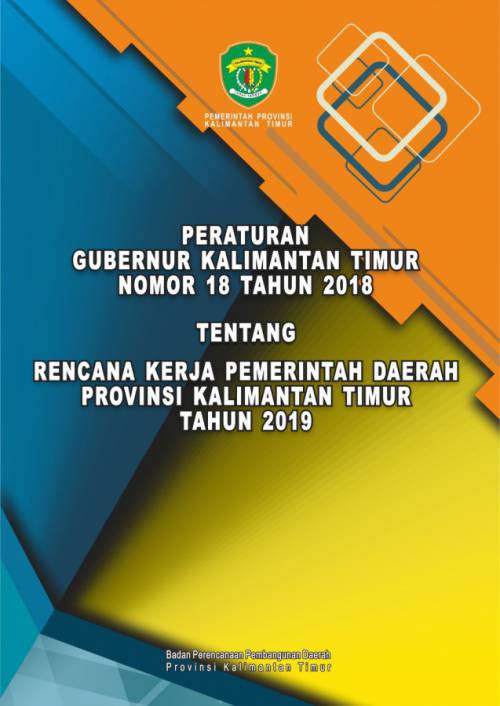 PEMERINTAH PROVINSI
KALIMANTAN TIMUR
PERATURAN
GUBERNUR KALIMANTAN TIMUR
NOMOR 18 TAHUN 2018
TENTANG
RENCANA KERJA PEMERINTAH DAERAH
PROVINSI KALIMANTAN TIMUR
TAHUN 2019
Badan Perencanaan Pembangunan Daerah
Provinsi Kalimantan Timur